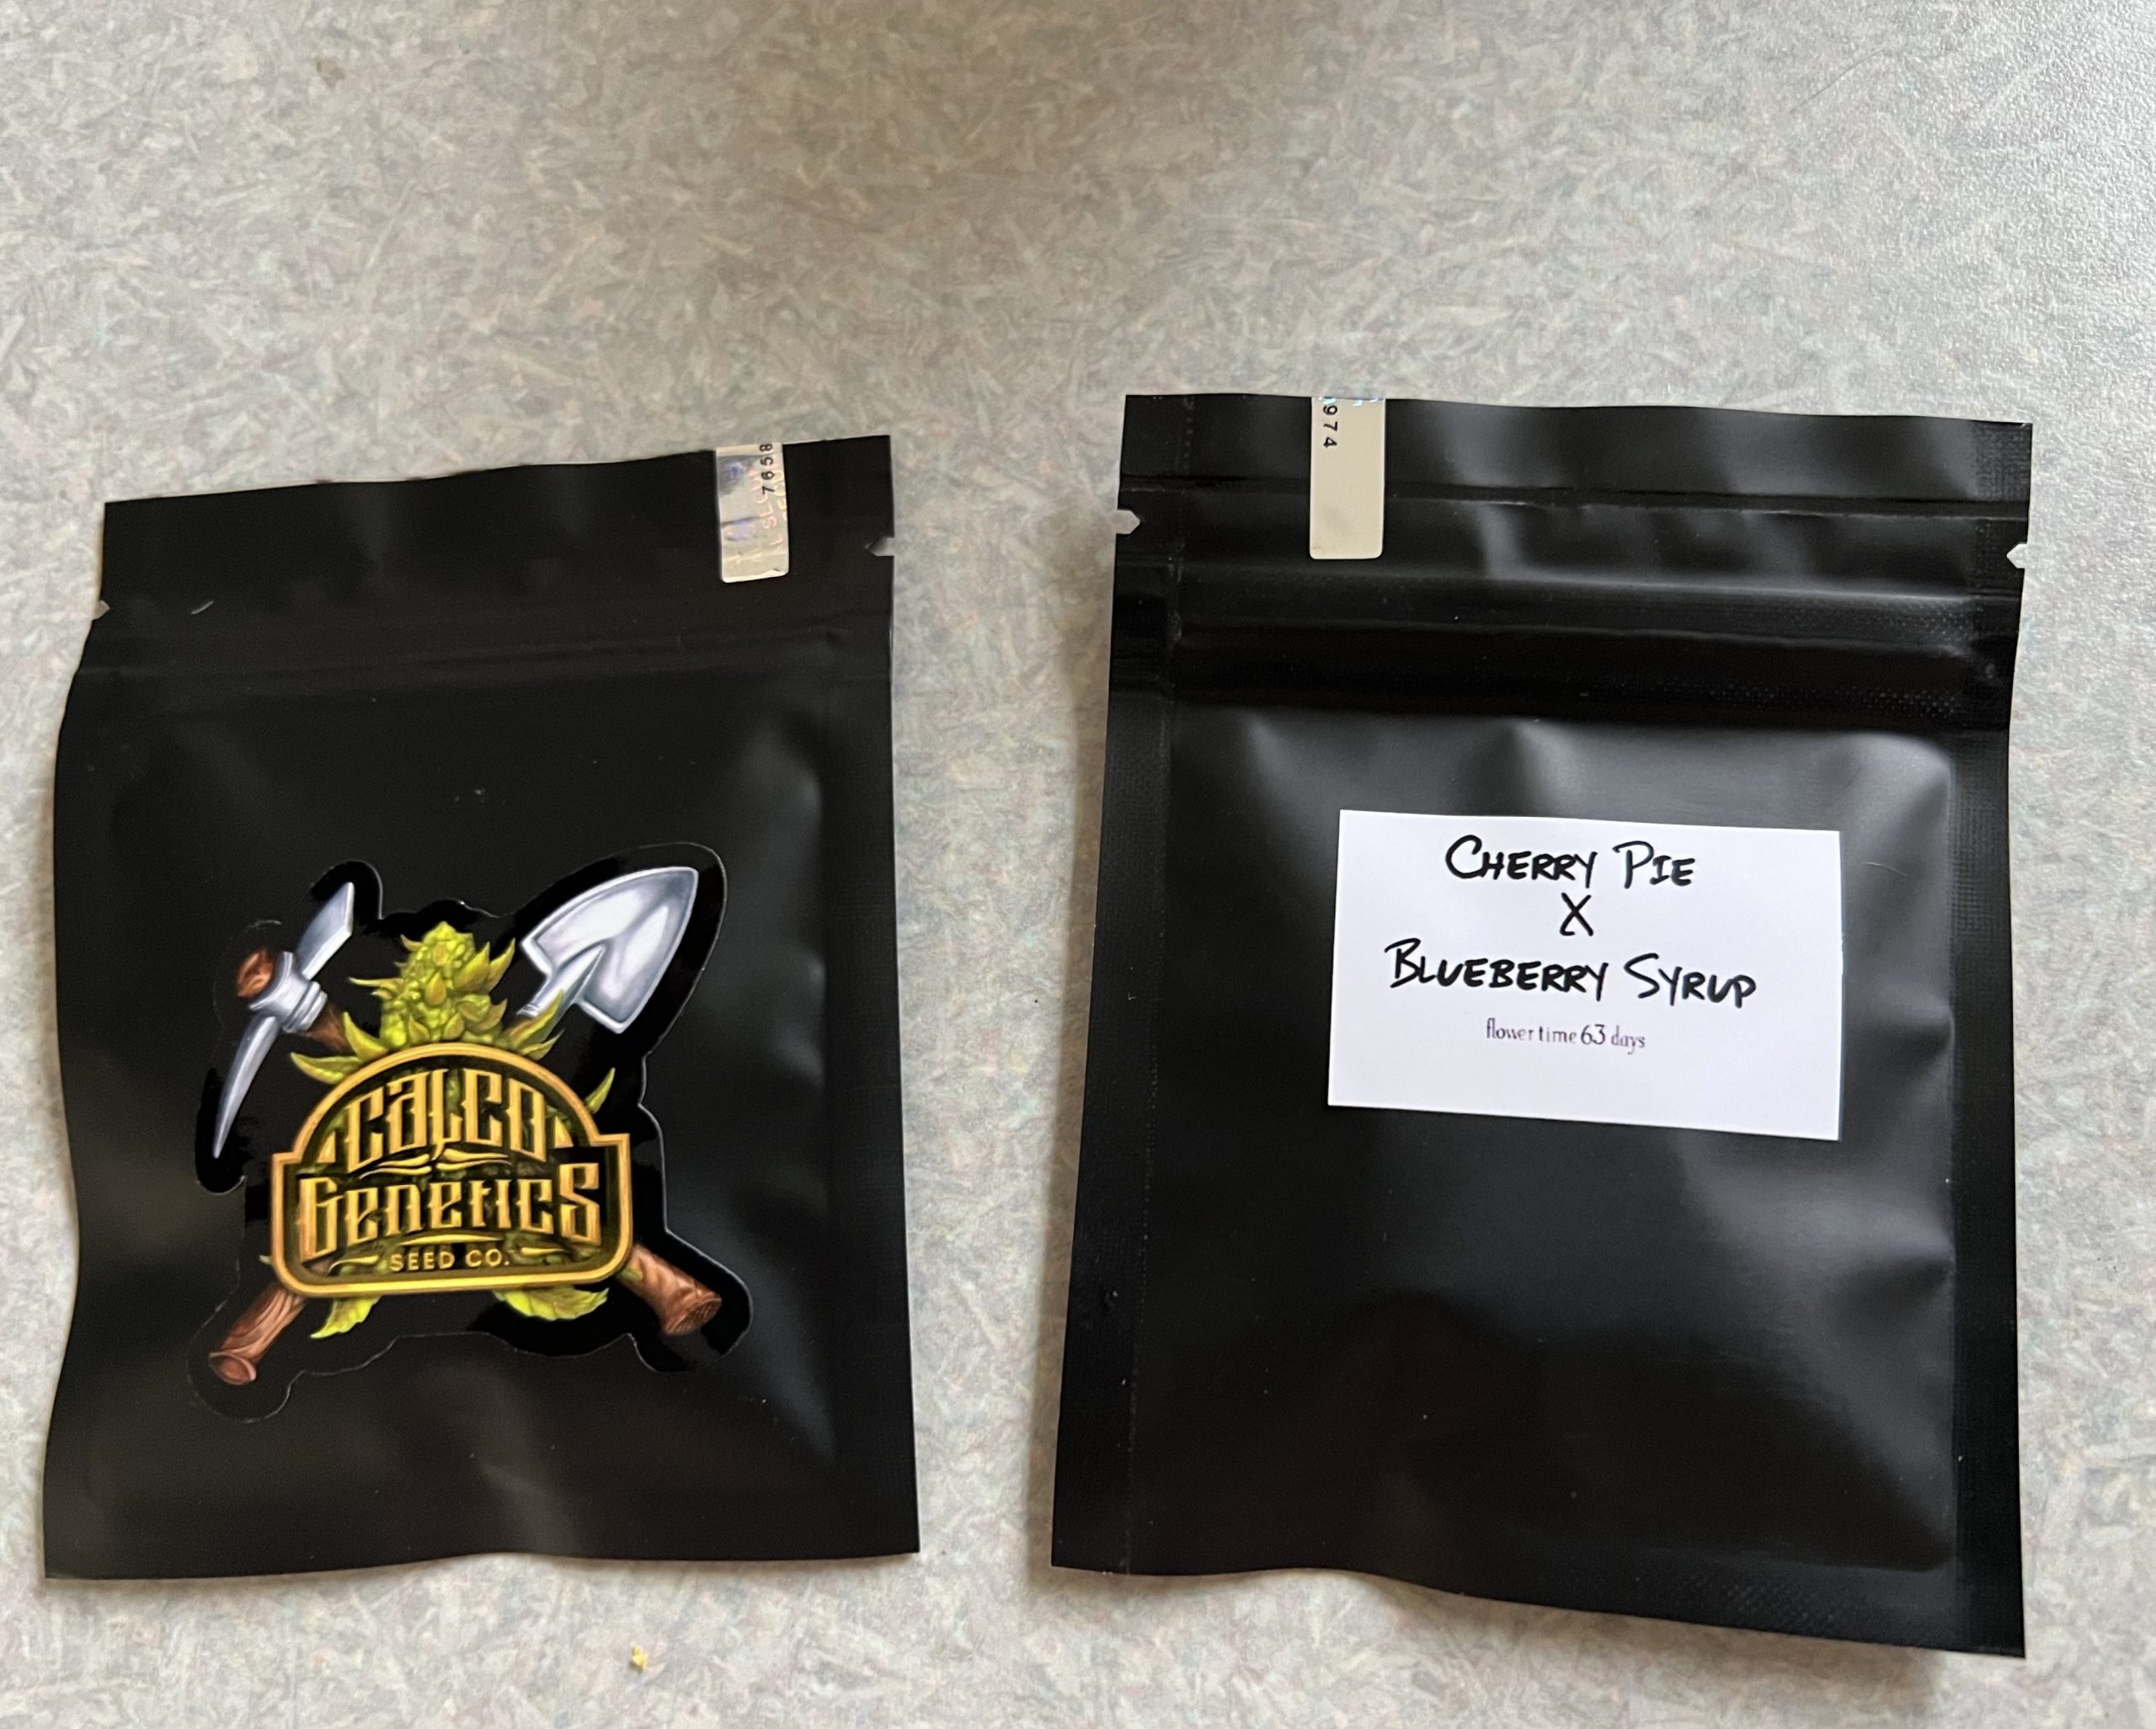 7658
CALCO
Genetics
SEED CO.
974
CHERRY PIE
X
BLUEBERRY SYRUP
flower time 63 days